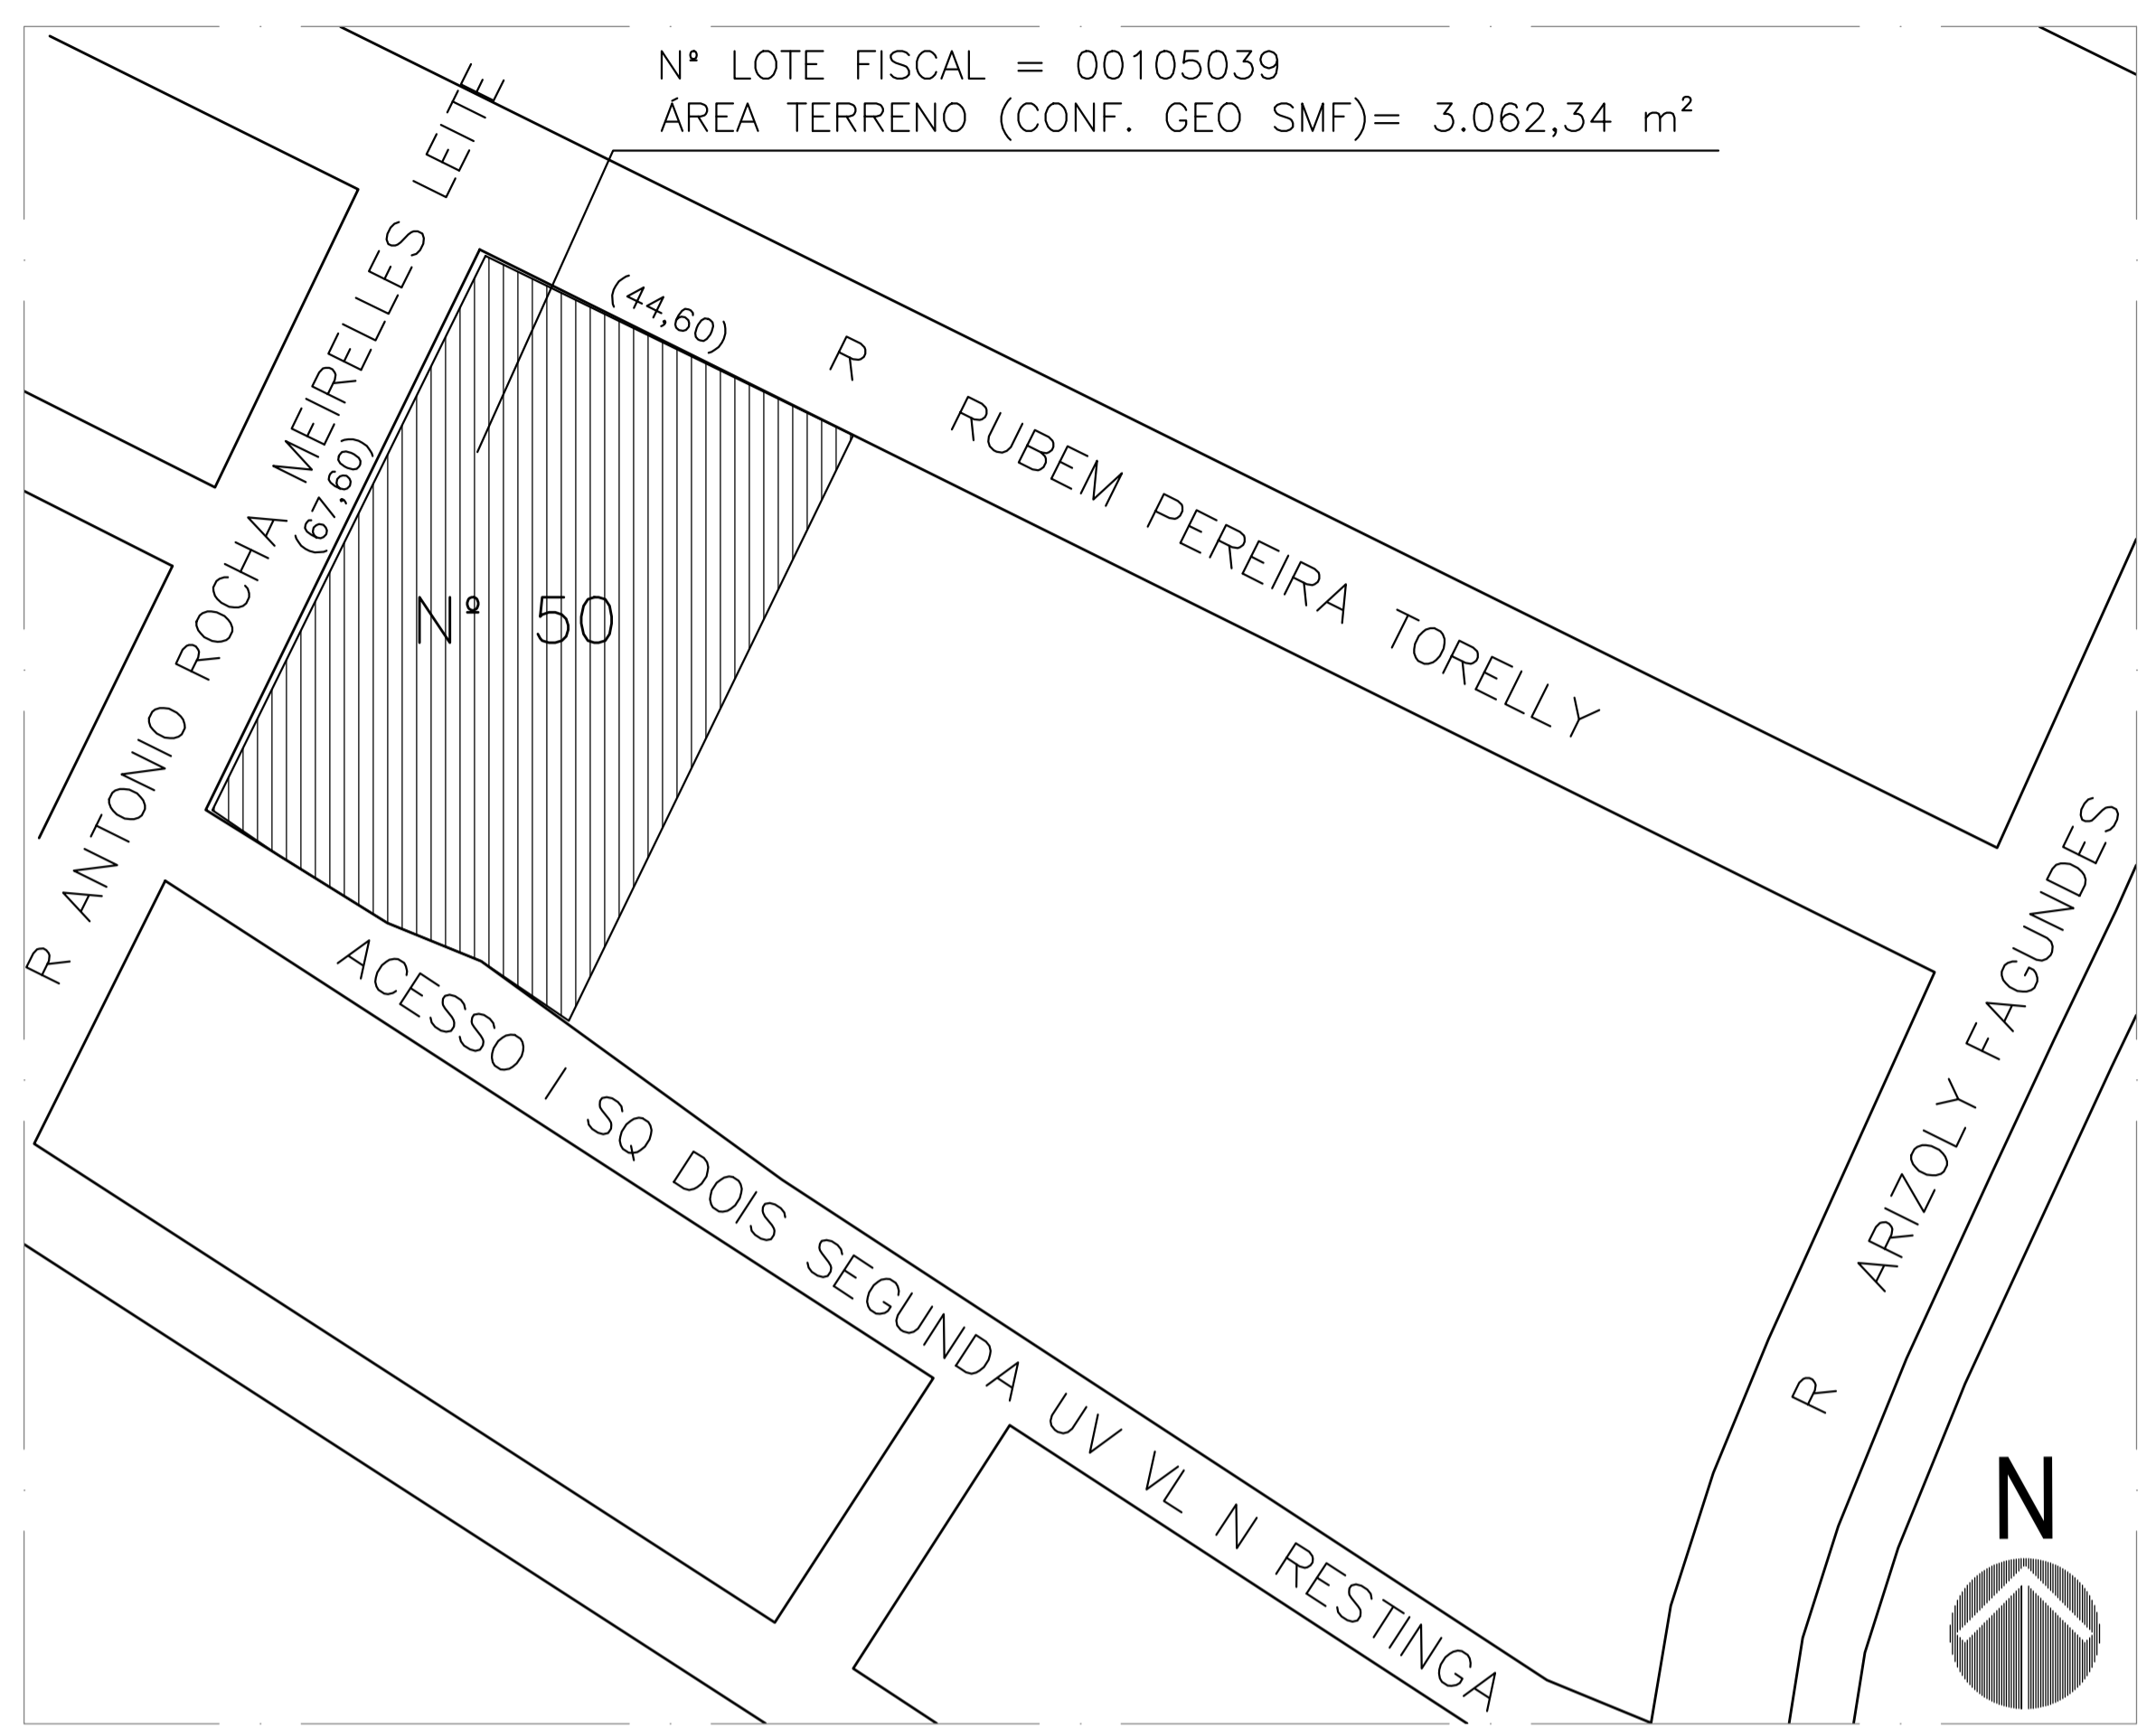 Nº LOTE FISCAL = 00105039
ÁREA TERRENO (CONF. GEO SMF)= 3.062,34 m²
R ANTONIO ROCHA MEIRELLES LEITE
(44,60)
(67,60)
R RUBEM PEREIRA TORELLY
Nº 50
ACESSO I SQ DOIS SEGUNDA UV VL N RESTINGA
R ARIZOLY FAGUNDES
N